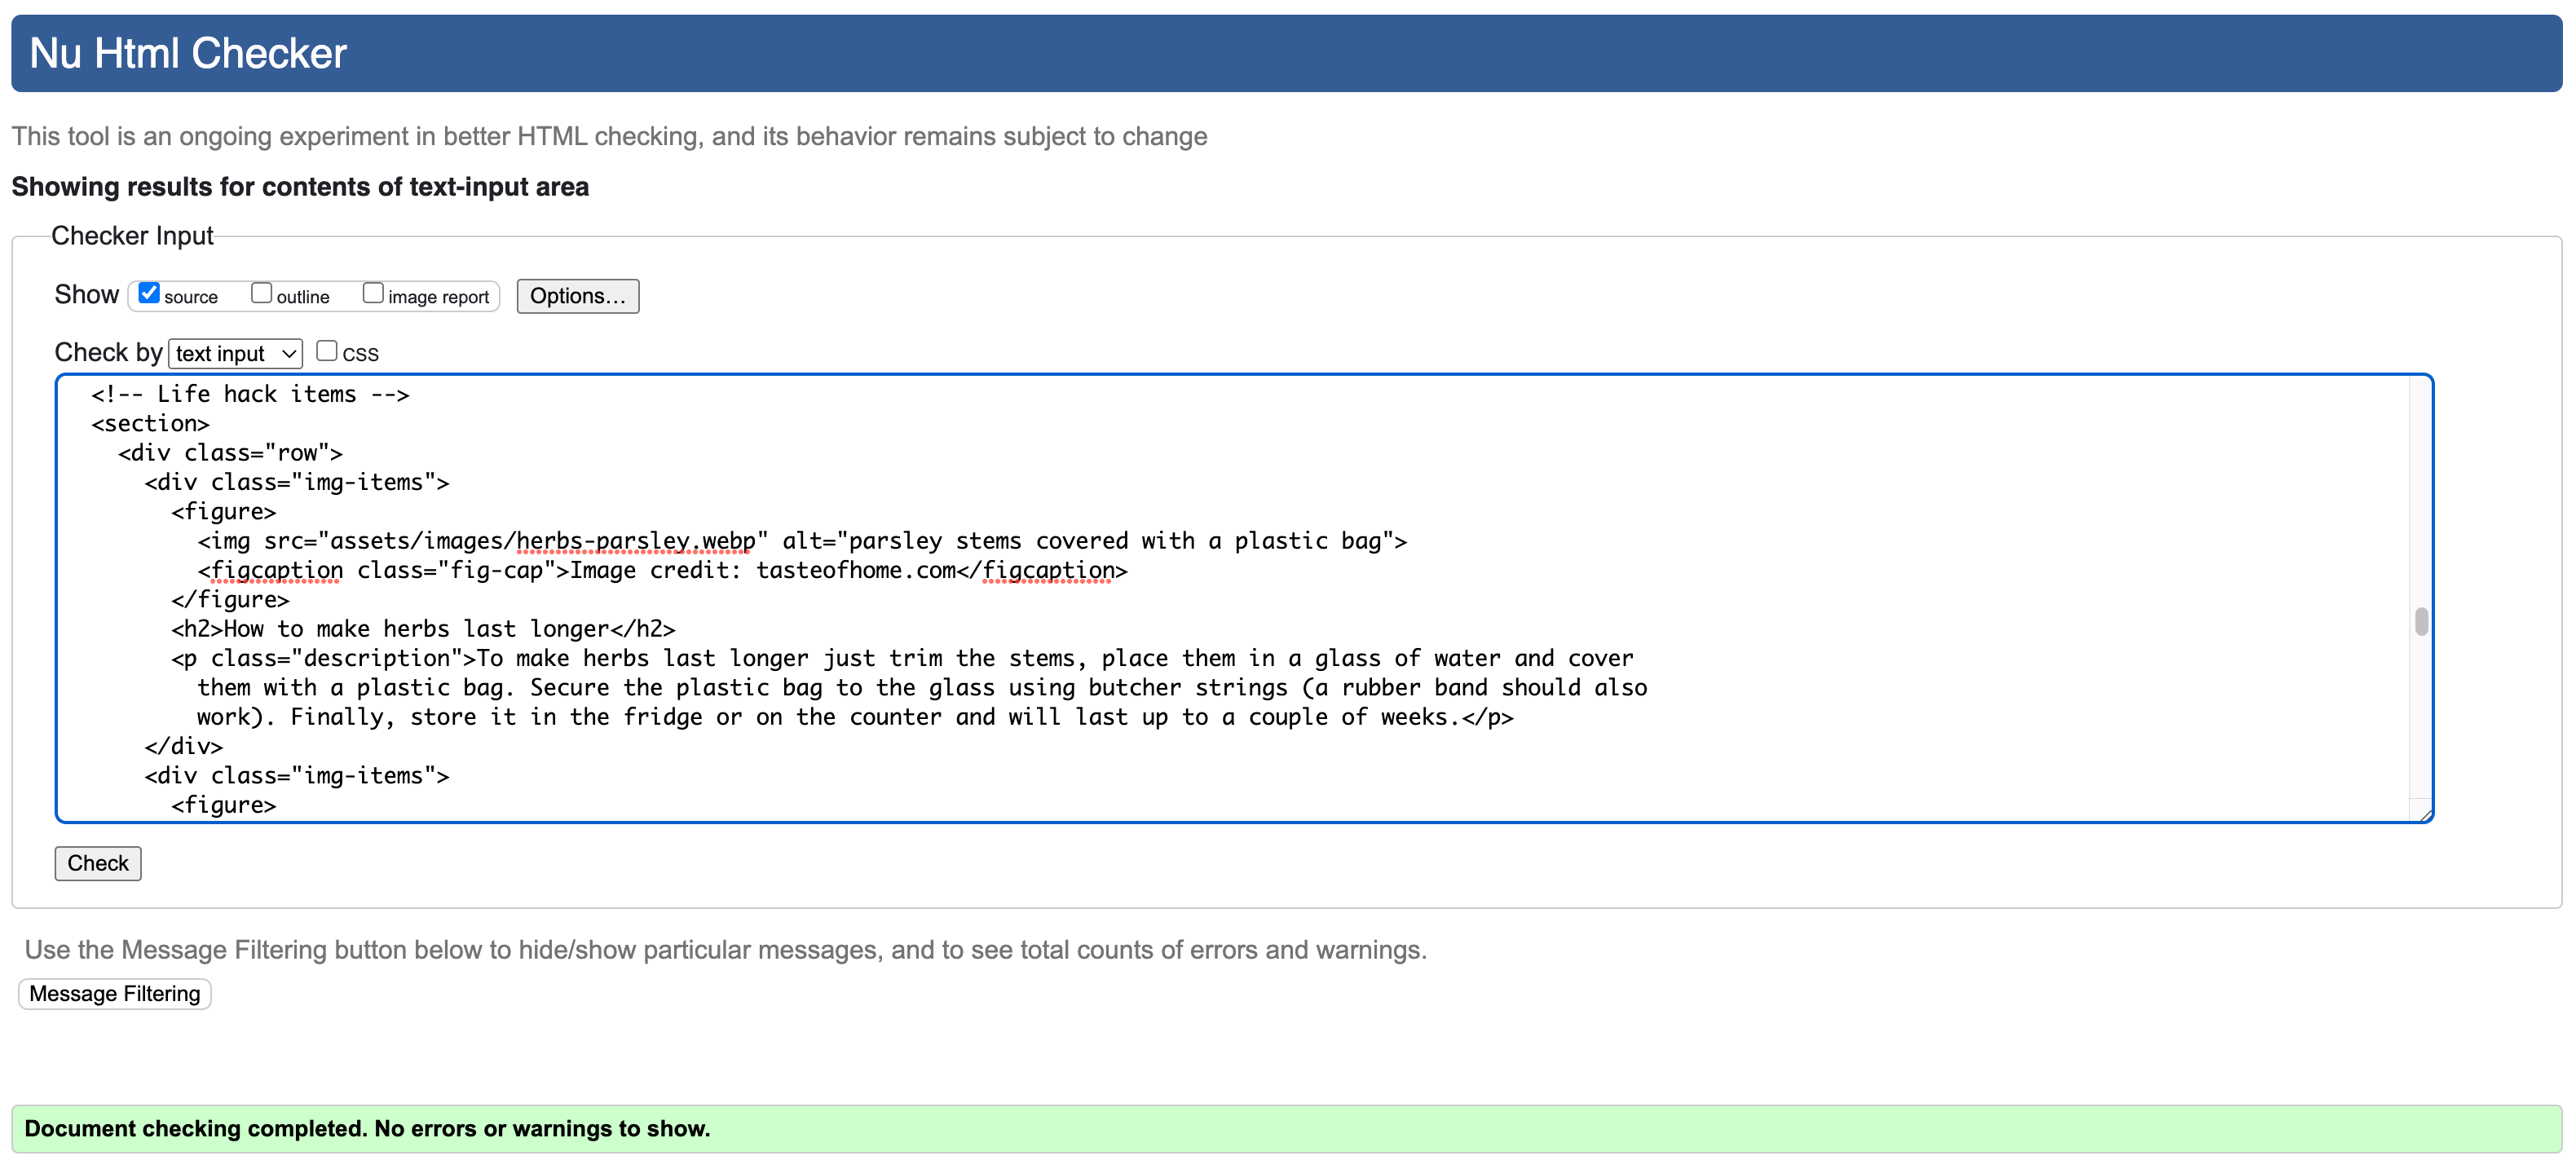 Nu Html Checker
This tool is an ongoing experiment in better HTML checking, and its behavior remains subject to change
Showing results for contents of text-input area
Checker Input
Show source outline image report Options…
Check by text input CSS
<!-- Life hack items -->
<section>
<div class="row">
<div class="img-items">
<figure>
<img src="assets/images/herbs-parsley.webp" alt="parsley stems covered with a plastic bag">
<figcaption class="fig-cap">Image credit: tasteofhome.com</figcaption>
</figure>
<h2>How to make herbs last longer</h2>
<p class="description">To make herbs last longer just trim the stems, place them in a glass of water and cover
them with a plastic bag. Secure the plastic bag to the glass using butcher strings (a rubber band should also
work). Finally, store it in the fridge or on the counter and will last up to a couple of weeks.</p>
</div>
<div class="img-items">
<figure>
Check
Use the Message Filtering button below to hide/show particular messages, and to see total counts of errors and warnings.
Message Filtering
Document checking completed. No errors or warnings to show.